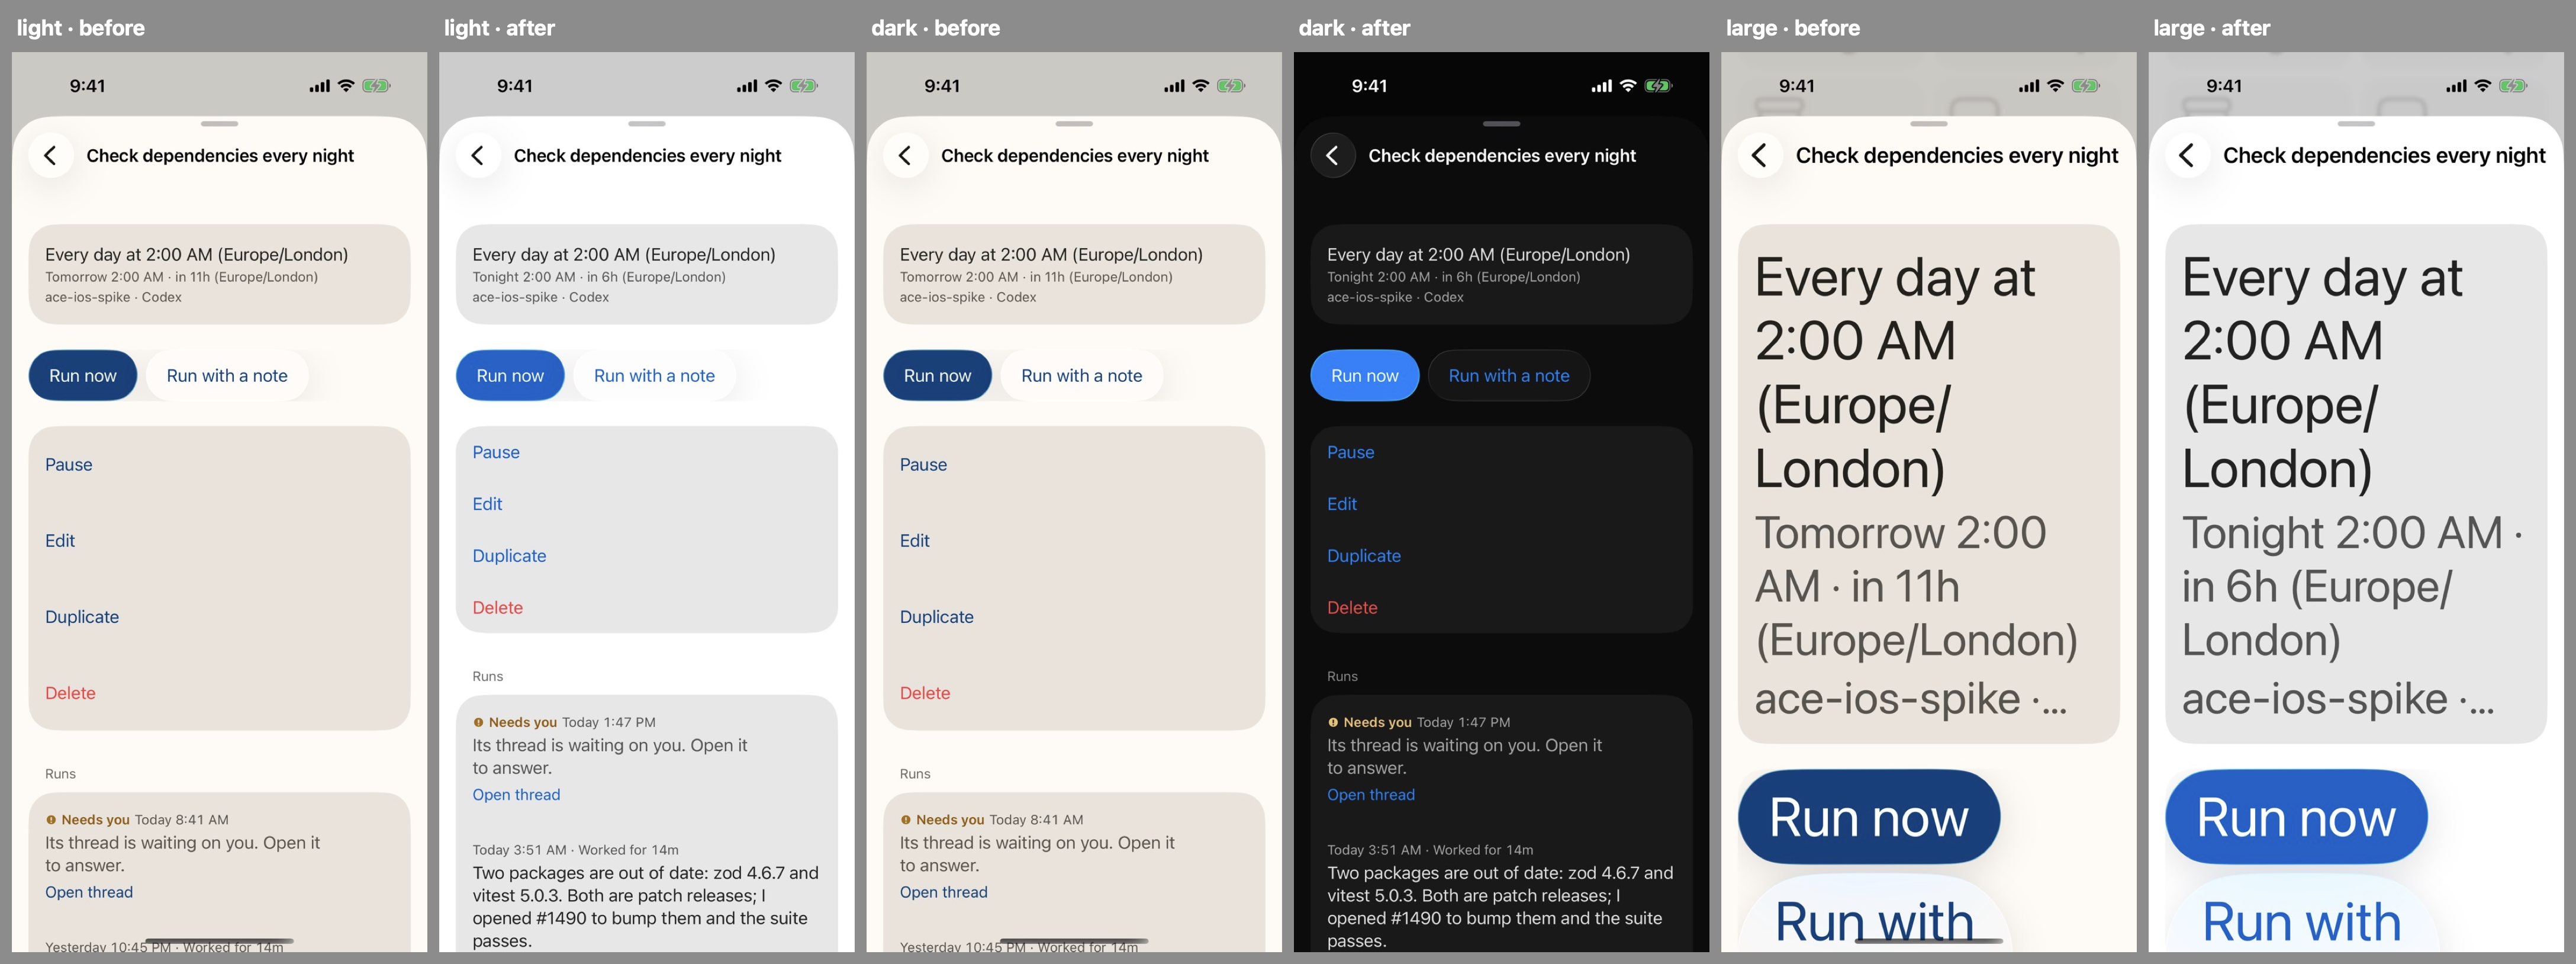 light · before
9:41
Check dependencies every night
Every day at 2:00 AM (Europe/London)
Tomorrow 2:00 AM · in 11h (Europe/London)
ace-ios-spike · Codex
Run now
Run with a note
Pause
Edit
Duplicate
Delete
Runs
Needs you Today 8:41 AM
Its thread is waiting on you. Open it
to answer.
Open thread
Yesterday 10:45 PM · Worked for 14m
light · after
9:41
Check dependencies every night
Every day at 2:00 AM (Europe/London)
Tonight 2:00 AM · in 6h (Europe/London)
ace-ios-spike · Codex
Run now
Run with a note
Pause
Edit
Duplicate
Delete
Runs
Needs you Today 1:47 PM
Its thread is waiting on you. Open it
to answer.
Open thread
Today 3:51 AM · Worked for 14m
Two packages are out of date: zod 4.6.7 and
vitest 5.0.3. Both are patch releases; I
opened #1490 to bump them and the suite
passes.
dark · before
9:41
Check dependencies every night
Every day at 2:00 AM (Europe/London)
Tomorrow 2:00 AM · in 11h (Europe/London)
ace-ios-spike · Codex
Run now
Run with a note
Pause
Edit
Duplicate
Delete
Runs
Needs you Today 8:41 AM
Its thread is waiting on you. Open it
to answer.
Open thread
Yesterday 10:45 PM · Worked for 14m
dark · after
9:41
Check dependencies every night
Every day at 2:00 AM (Europe/London)
Tonight 2:00 AM · in 6h (Europe/London)
ace-ios-spike · Codex
Run now
Run with a note
Pause
Edit
Duplicate
Delete
Runs
Needs you Today 1:47 PM
Its thread is waiting on you. Open it
to answer.
Open thread
Today 3:51 AM · Worked for 14m
Two packages are out of date: zod 4.6.7 and
vitest 5.0.3. Both are patch releases; I
opened #1490 to bump them and the suite
passes.
large · before
9:41
Check dependencies every night
Every day at
2:00 AM
(Europe/
London)
Tomorrow 2:00
AM · in 11h
(Europe/London)
ace-ios-spike ·…
Run now
Run with
large · after
9:41
Check dependencies every night
Every day at
2:00 AM
(Europe/
London)
Tonight 2:00 AM ·
in 6h (Europe/
London)
ace-ios-spike ·…
Run now
Run with